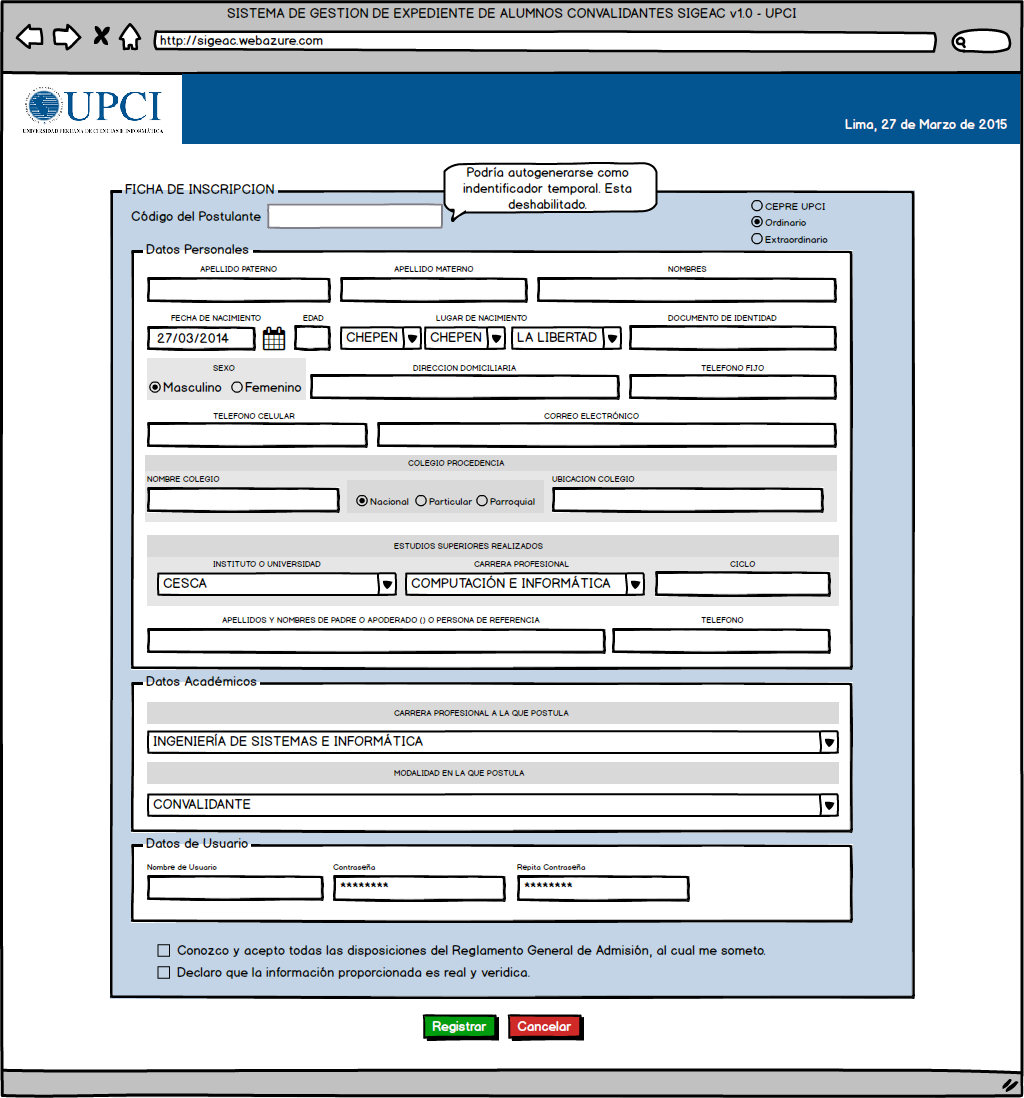 SISTEMA DE GESTION DE EXPEDIENTE DE ALUMNOS CONVALIDANTES SIGEAC v1.0 - UPCI
http://sigeac.webazure.com
UPCI
UNIVERSIDAD PERUANA DE CIENCIAS E INFORMÁTICA
Lima, 27 de Marzo de 2015
Podría autogenerarse como
indentificador temporal. Esta
deshabilitado.
FICHA DE INSCRIPCION
Código del Postulante
CEPRE UPCI
Ordinario
Extraordinario
Datos Personales
APELLIDO PATERNO APELLIDO MATERNO NOMBRES
FECHA DE NACIMIENTO EDAD LUGAR DE NACIMIENTO DOCUMENTO DE IDENTIDAD
27/03/2014 CHEPEN CHEPEN LA LIBERTAD
SEXO DIRECCION DOMICILIARIA TELEFONO FIJO
Masculino Femenino
TELEFONO CELULAR CORREO ELECTRÓNICO
COLEGIO PROCEDENCIA
NOMBRE COLEGIO UBICACION COLEGIO
Nacional Particular Parroquial
ESTUDIOS SUPERIORES REALIZADOS
INSTITUTO O UNIVERSIDAD CARRERA PROFESIONAL CICLO
CESCA COMPUTACIÓN E INFORMÁTICA
APELLIDOS Y NOMBRES DE PADRE O APODERADO () O PERSONA DE REFERENCIA TELEFONO
Datos Académicos
CARRERA PROFESIONAL A LA QUE POSTULA
INGENIERÍA DE SISTEMAS E INFORMÁTICA
MODALIDAD EN LA QUE POSTULA
CONVALIDANTE
Datos de Usuario
Nombre de Usuario Contraseña Repita Contraseña
******** ********
Conozco y acepto todas las disposiciones del Reglamento General de Admisión, al cual me someto.
Declaro que la información proporcionada es real y veridica.
Registrar Cancelar